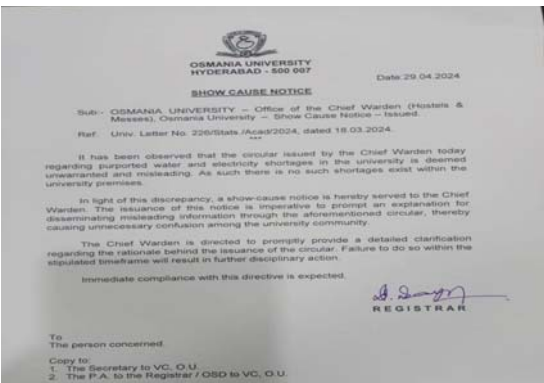 OSMANIA UNIVERSITY
HYDERABAD - 500 007
Date:29.04.2024
SHOW CAUSE NOTICE
Sub:- OSMANIA UNIVERSITY – Office of the Chief Warden (Hostels &
Messes), Osmania University – Show Cause Notice – Issued.
Ref: Univ. Letter No. 226/Stats./Acad/2024, dated 18.03.2024.
***
It has been observed that the circular issued by the Chief Warden today
regarding purported water and electricity shortages in the university is deemed
unwarranted and misleading. As such there is no such shortages exist within the
university premises.
In light of this discrepancy, a show-cause notice is hereby served to the Chief
Warden. The issuance of this notice is imperative to prompt an explanation for
disseminating misleading information through the aforementioned circular, thereby
causing unnecessary confusion among the university community.
The Chief Warden is directed to promptly provide a detailed clarification
regarding the rationale behind the issuance of the circular. Failure to do so within the
stipulated timeframe will result in further disciplinary action.
Immediate compliance with this directive is expected.
REGISTRAR
To
The person concerned.
Copy to:
1. The Secretary to VC, O.U.
2. The P.A. to the Registrar / OSD to VC, O.U.